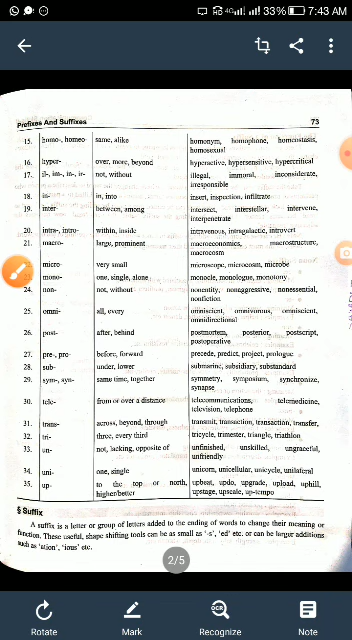 4G 33% 7:43 AM
Prefixes And Suffixes 73
15. homo-, homeo- same, alike homonym, homophone, homeostasis,
homosexual
16. hyper- over, more, beyond hyperactive, hypersensitive, hypercritical
17. il-, im-, in-, ir- not, without illegal, immoral, inconsiderate,
irresponsible
18. in- in, into insert, inspection, infiltrate
19. inter- between, among intersect, interstellar, intervene,
interpenetrate
20. intra-, intro- within, inside intravenous, intragalactic, introvert
21. macro- large, prominent macroeconomics, macrostructure,
macrocosm
micro- very small microscope, microcosm, microbe
mono- one, single, alone monocle, monologue, monotony
24. non- not, without nonentity, nonaggressive, nonessential,
nonfiction
25. omni- all, every omniscient, omnivorous, omniscient,
omnidirectional
26. post- after, behind postmortem, posterior, postscript,
postoperative
27. pre-, pro- before, forward precede, predict, project, prologue
28. sub- under, lower submarine, subsidiary, substandard
29. sym-, syn- same time, together symmetry, symposium, synchronize,
synapse
30. tele- from or over a distance telecommunications, telemedicine,
television, telephone
31. trans- across, beyond, through transmit, transaction, transaction, transfer,
32. tri- three, every third tricycle, trimester, triangle, triathlon
33. un- not, lacking, opposite of unfinished, unskilled, ungraceful,
unfriendly
34. uni- one, single unicorn, unicellular, unicycle, unilateral
35. up- to the top or north, upbeat, updo, upgrade, upload, uphill,
higher/better upstage, upscale, up-tempo
§ Suffix
A suffix is a letter or group of letters added to the ending of words to change their meaning or
function. These useful, shape shifting tools can be as small as '-s', 'ed' etc. or can be larger additions
such as 'ation', 'ious' etc.
2/5
OCR
Rotate Mark Recognize Note